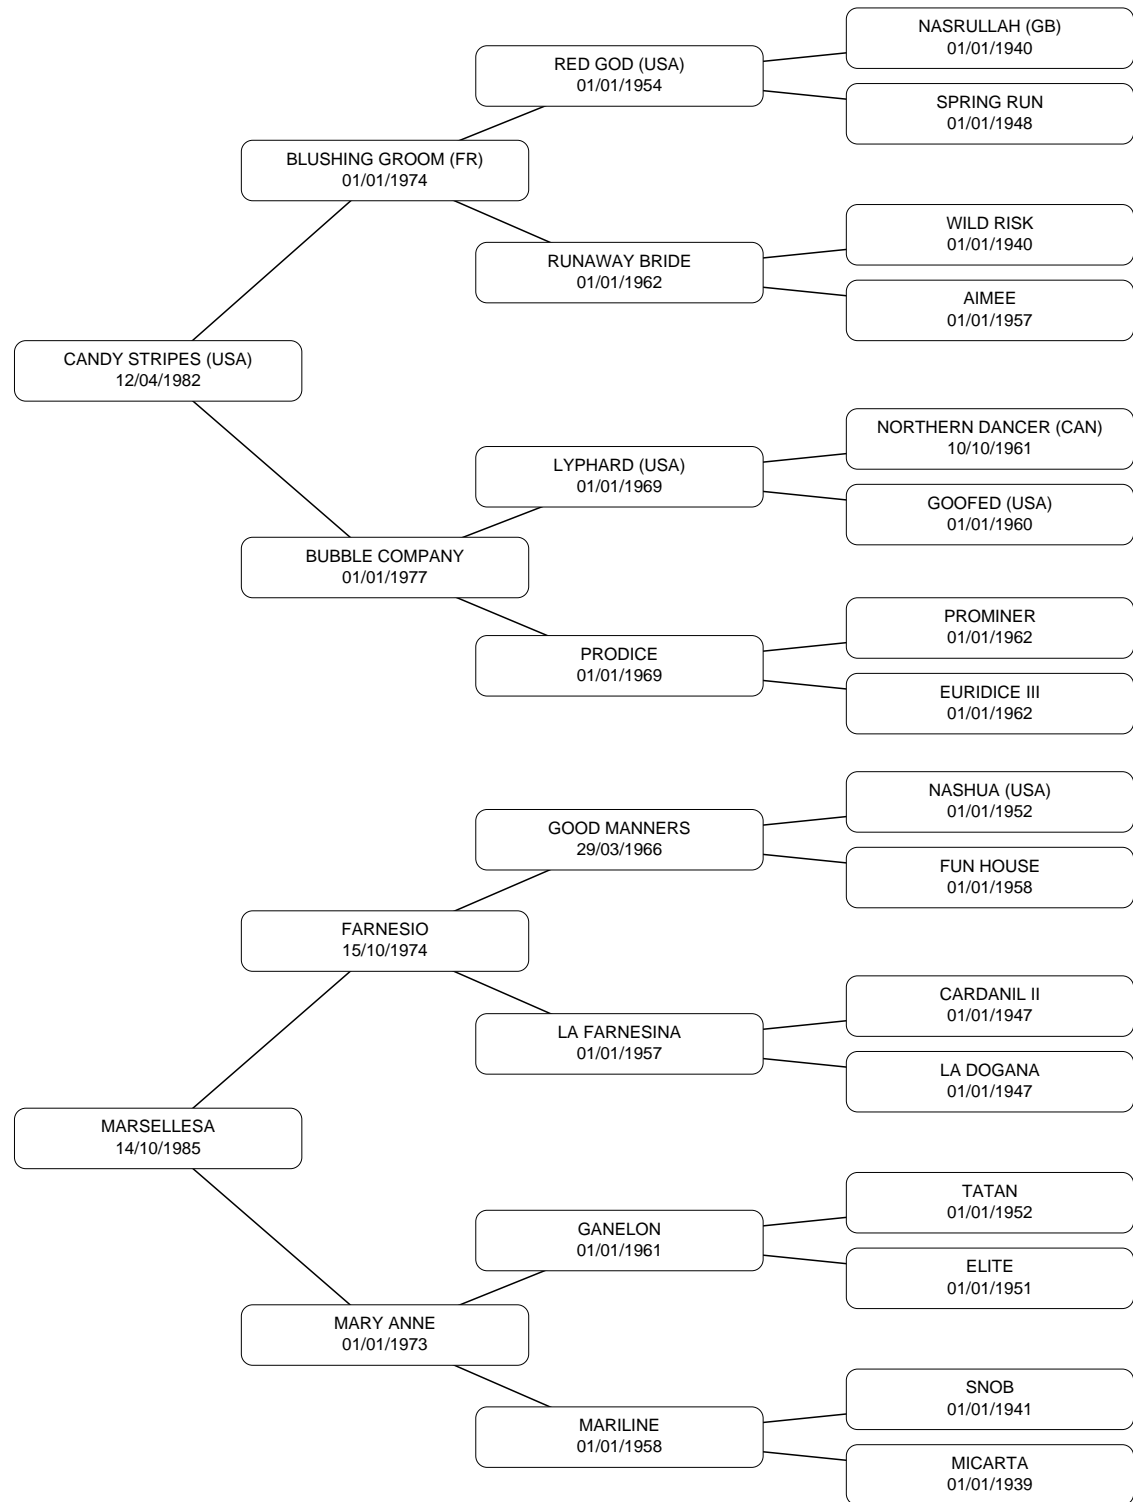 NASRULLAH (GB)
01/01/1940
RED GOD (USA)
01/01/1954
SPRING RUN
01/01/1948
BLUSHING GROOM (FR)
01/01/1974
WILD RISK
01/01/1940
RUNAWAY BRIDE
01/01/1962
AIMEE
01/01/1957
CANDY STRIPES (USA)
12/04/1982
NORTHERN DANCER (CAN)
10/10/1961
LYPHARD (USA)
01/01/1969
GOOFED (USA)
01/01/1960
BUBBLE COMPANY
01/01/1977
PROMINER
01/01/1962
PRODICE
01/01/1969
EURIDICE III
01/01/1962
NASHUA (USA)
01/01/1952
GOOD MANNERS
29/03/1966
FUN HOUSE
01/01/1958
FARNESIO
15/10/1974
CARDANIL II
01/01/1947
LA FARNESINA
01/01/1957
LA DOGANA
01/01/1947
MARSELLESA
14/10/1985
TATAN
01/01/1952
GANELON
01/01/1961
ELITE
01/01/1951
MARY ANNE
01/01/1973
SNOB
01/01/1941
MARILINE
01/01/1958
MICARTA
01/01/1939